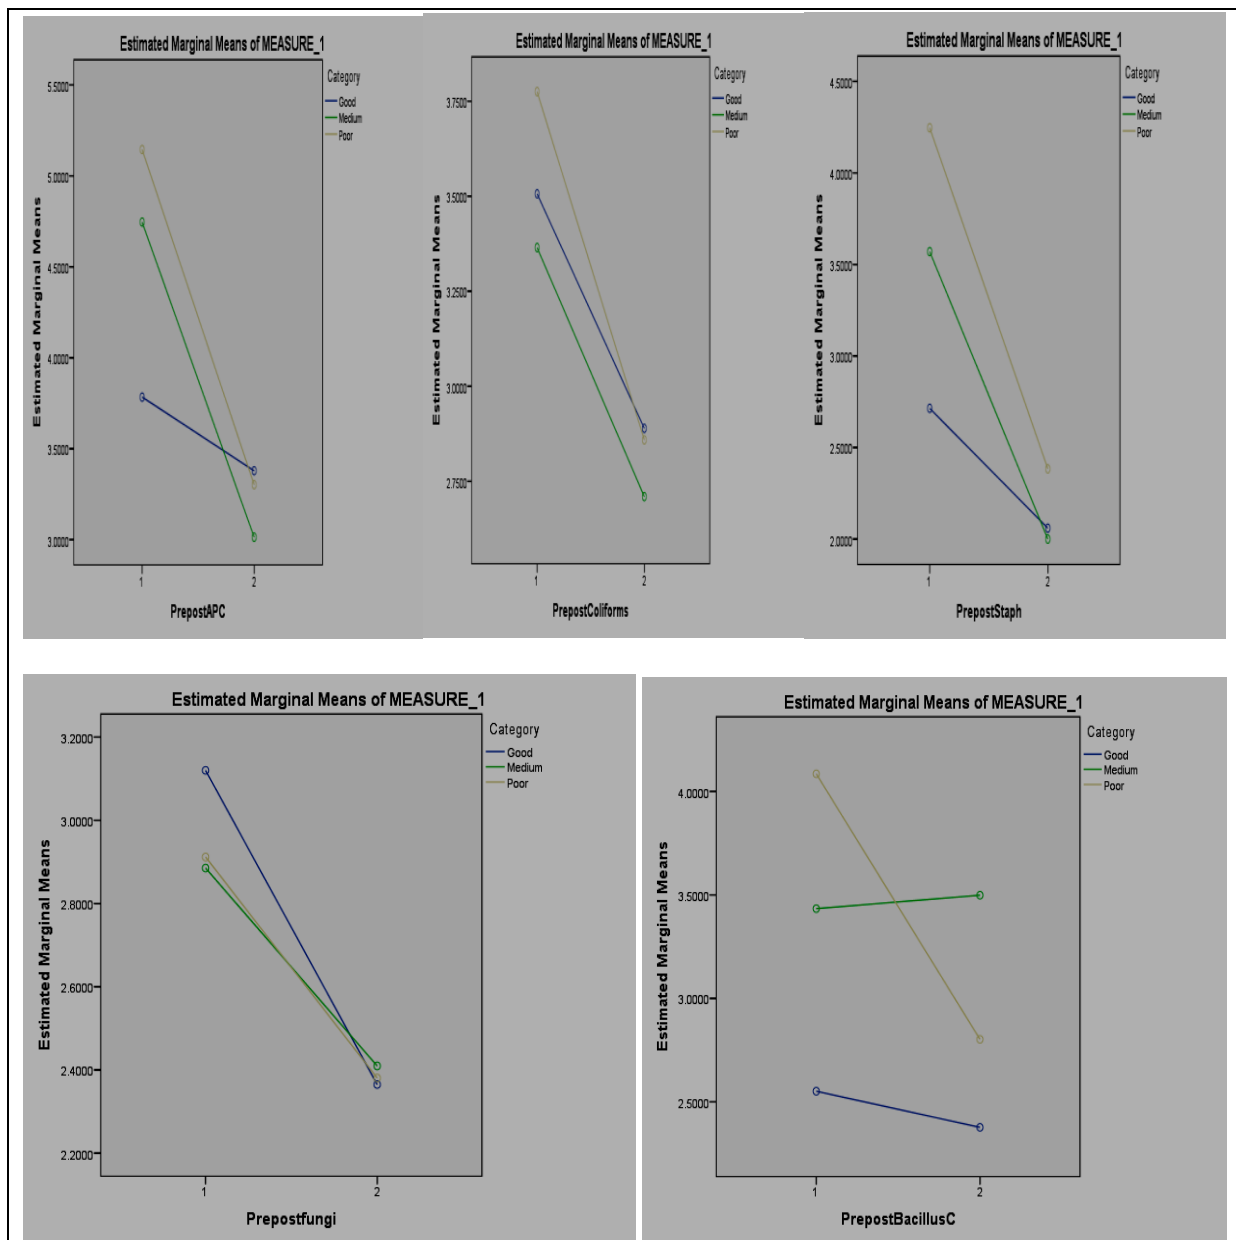 Estimated Marginal Means of MEASURE_1
Category
Good
Medium
Poor
5.5000
5.0000
4.5000
4.0000
3.5000
3.0000
Estimated Marginal Means
1
2
PrepostAPC
Estimated Marginal Means of MEASURE_1
Category
Good
Medium
Poor
3.7500
3.5000
3.2500
3.0000
2.7500
Estimated Marginal Means
1
2
PrepostColiforms
Estimated Marginal Means of MEASURE_1
Category
Good
Medium
Poor
4.5000
4.0000
3.5000
3.0000
2.5000
2.0000
Estimated Marginal Means
1
2
PrepostStaph
Estimated Marginal Means of MEASURE_1
Category
Good
Medium
Poor
3.2000
3.0000
2.8000
2.6000
2.4000
2.2000
Estimated Marginal Means
1
2
Prepostfungi
Estimated Marginal Means of MEASURE_1
Category
Good
Medium
Poor
4.0000
3.5000
3.0000
2.5000
Estimated Marginal Means
1
2
PrepostBacillusC